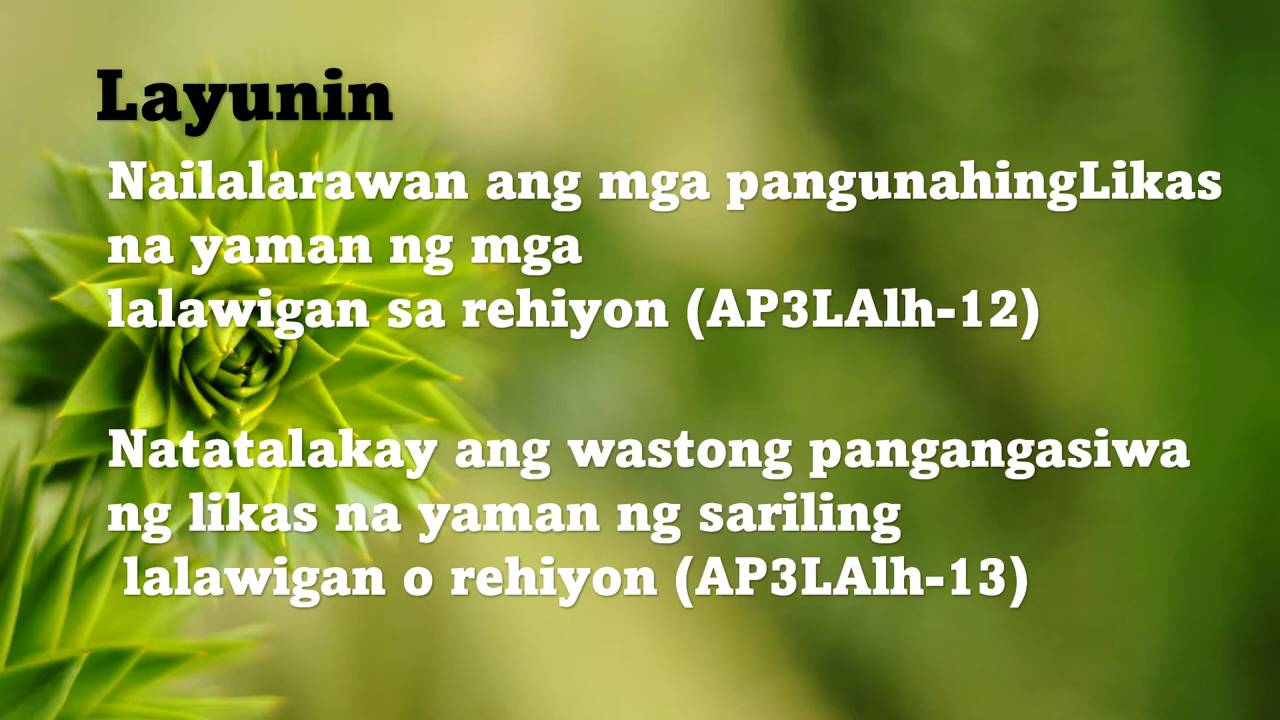 Layunin
Nailalarawan ang mga pangunahingLikas
na yaman ng mga
lalawigan sa rehiyon (AP3LAlh-12)
Natatalakay ang wastong pangangasiwa
ng likas na yaman ng sariling
lalawigan o rehiyon (AP3LAlh-13)